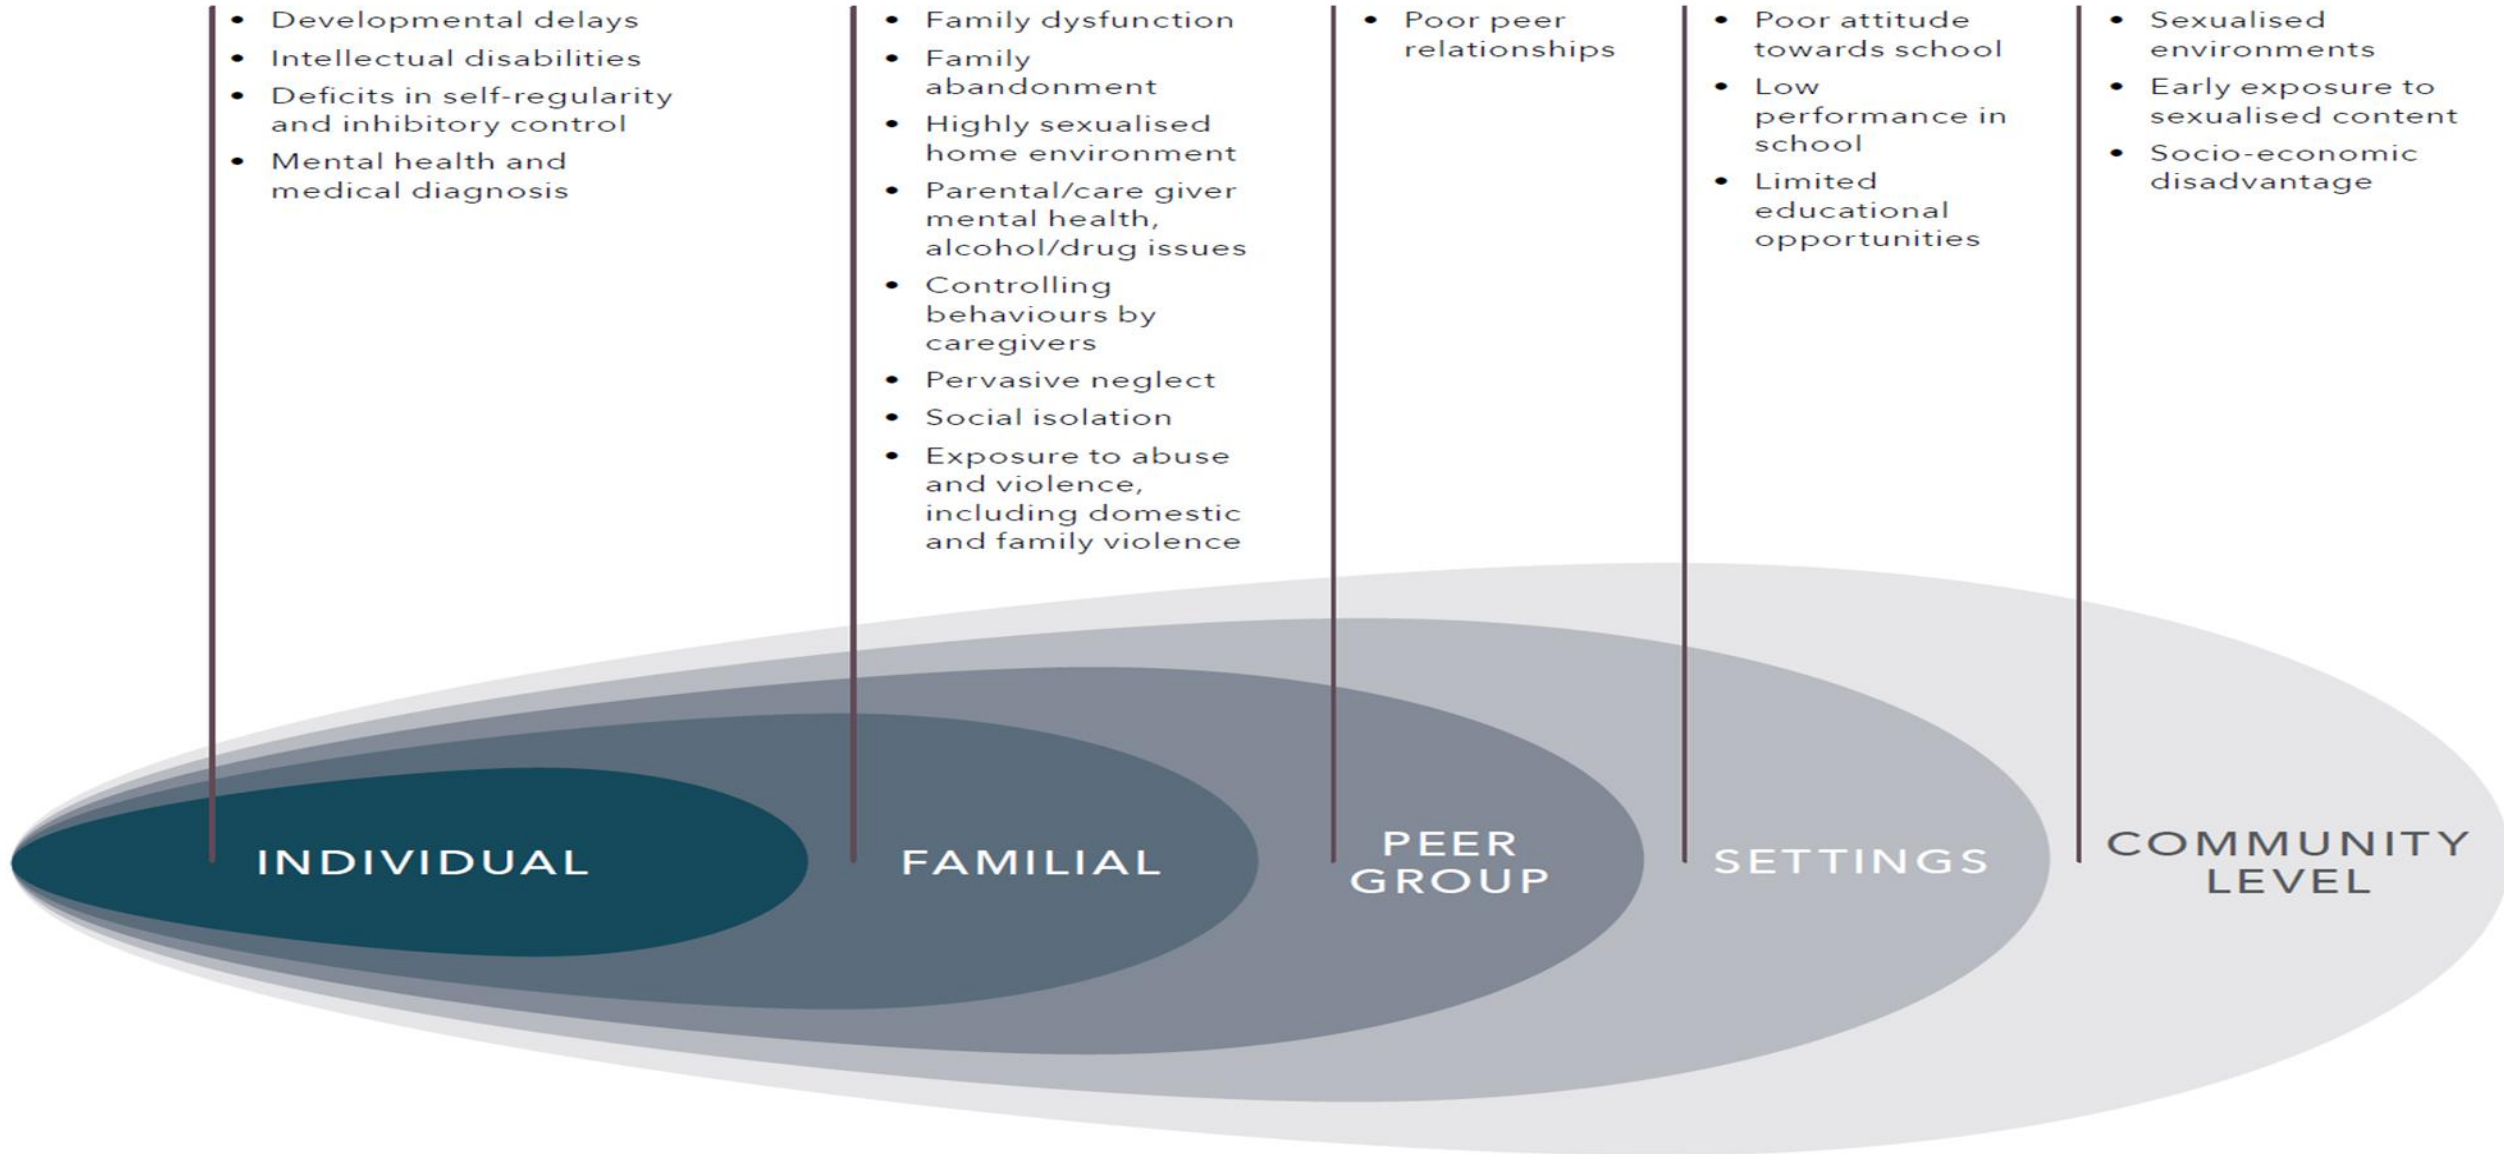 • Developmental delays
• Intellectual disabilities
• Deficits in self-regularity
and inhibitory control
• Mental health and
medical diagnosis
• Family dysfunction
• Family
abandonment
• Highly sexualised
home environment
• Parental/care giver
mental health,
alcohol/drug issues
• Controlling
behaviours by
caregivers
• Pervasive neglect
• Social isolation
• Exposure to abuse
and violence,
including domestic
and family violence
• Poor peer
relationships
• Poor attitude
towards school
• Low
performance in
school
• Limited
educational
opportunities
• Sexualised
environments
• Early exposure to
sexualised content
• Socio-economic
disadvantage
INDIVIDUAL
FAMILIAL
PEER
GROUP
SETTINGS
COMMUNITY
LEVEL